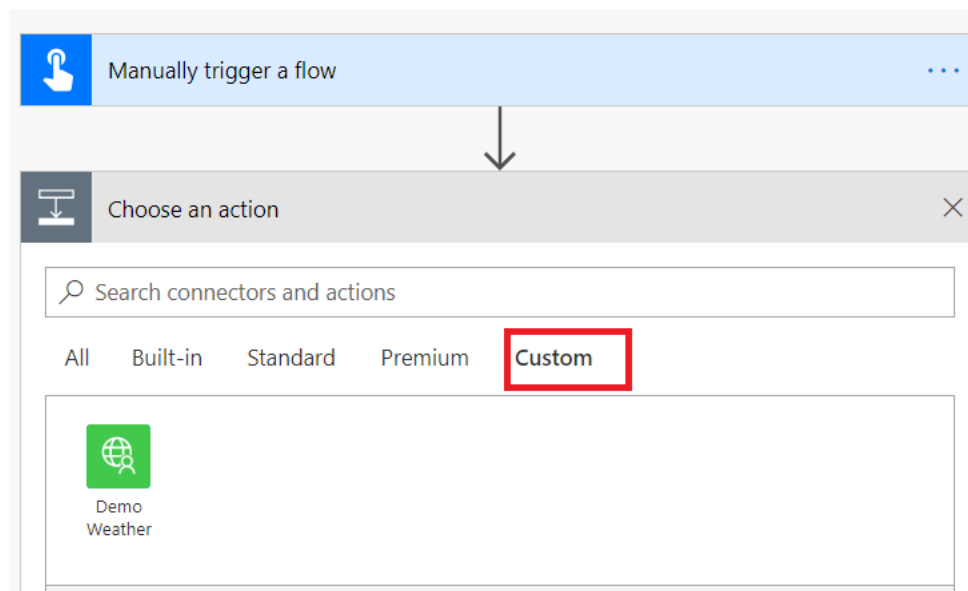 Manually trigger a flow
Choose an action
Search connectors and actions
All Built-in Standard Premium Custom
Demo
Weather